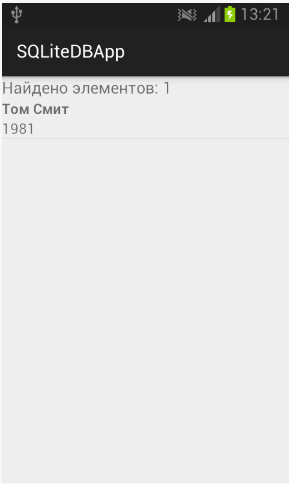 13:21
SQLiteDBApp
Найдено элементов: 1
Том Смит
1981